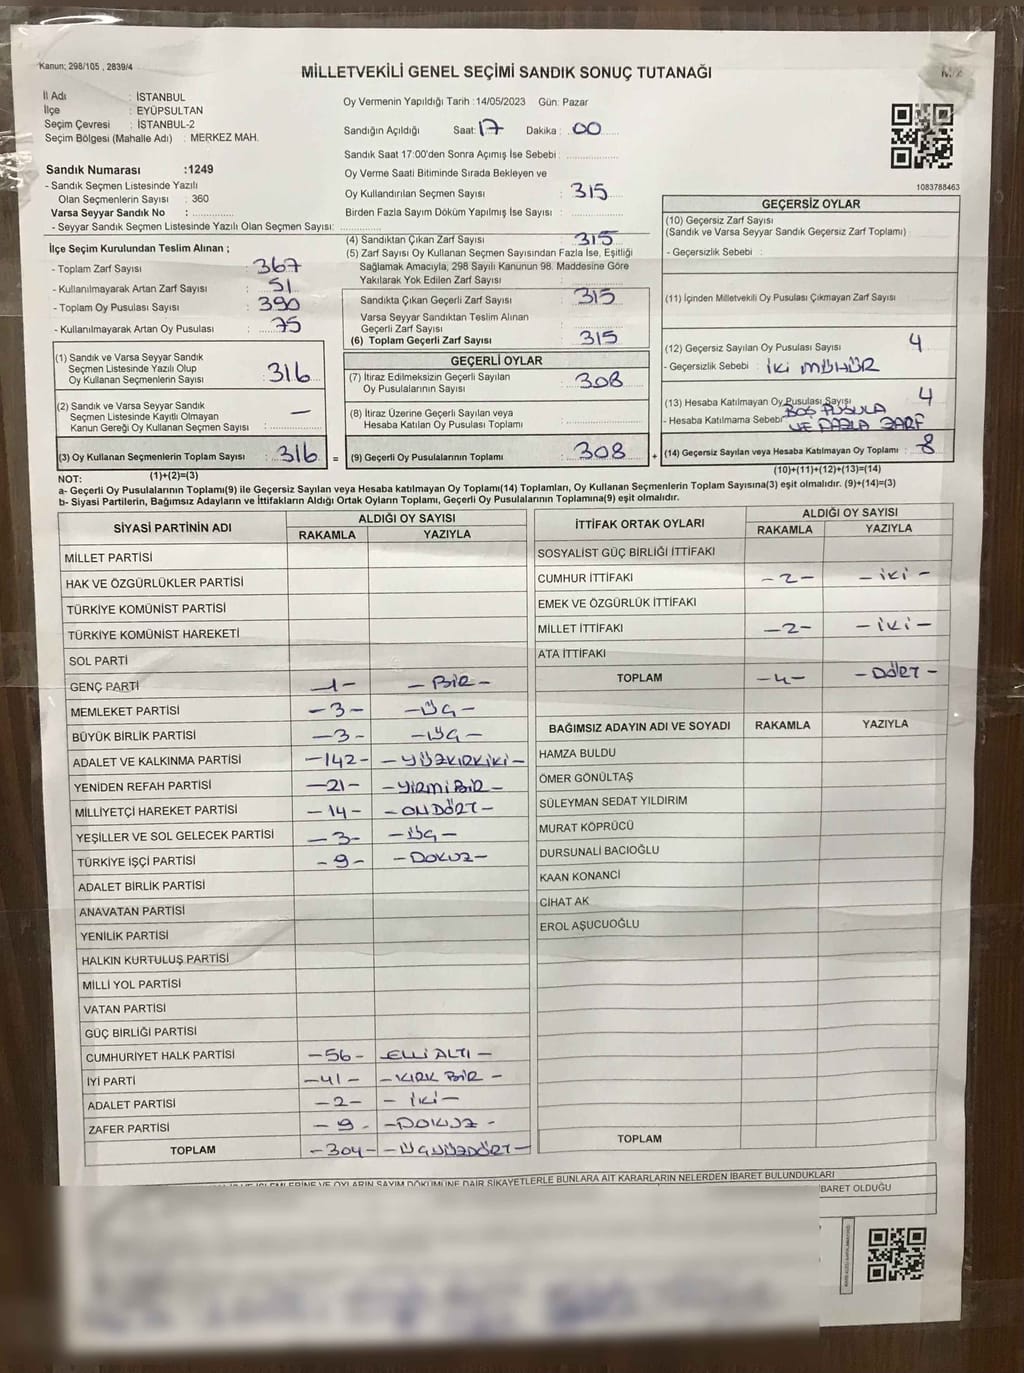 Kanun; 298/105 , 2839/4
MİLLETVEKİLİ GENEL SEÇİMİ SANDIK SONUÇ TUTANAĞI
İl Adı : İSTANBUL
İlçe : EYÜPSULTAN
Seçim Çevresi : İSTANBUL-2
Seçim Bölgesi (Mahalle Adı) : MERKEZ MAH.
Sandık Numarası :1249
- Sandık Seçmen Listesinde Yazılı
Olan Seçmenlerin Sayısı : 360
Varsa Seyyar Sandık No :
- Seyyar Sandık Seçmen Listesinde Yazılı Olan Seçmen Sayısı:
İlçe Seçim Kurulundan Teslim Alınan ;
- Toplam Zarf Sayısı : 367
- Kullanılmayarak Artan Zarf Sayısı : 51
- Toplam Oy Pusulası Sayısı : 390
- Kullanılmayarak Artan Oy Pusulası : 75
(1) Sandık ve Varsa Seyyar Sandık
Seçmen Listesinde Yazılı Olup
Oy Kullanan Seçmenlerin Sayısı : 316
(2) Sandık ve Varsa Seyyar Sandık
Seçmen Listesinde Kayıtlı Olmayan
Kanun Gereği Oy Kullanan Seçmen Sayısı : —
(3) Oy Kullanan Seçmenlerin Toplam Sayısı : 316 =
(1)+(2)=(3)
Oy Vermenin Yapıldığı Tarih :14/05/2023 Gün: Pazar
Sandığın Açıldığı Saat: 17 Dakika : 00
Sandık Saat 17:00'den Sonra Açımış İse Sebebi :
Oy Verme Saati Bitiminde Sırada Bekleyen ve
Oy Kullandırılan Seçmen Sayısı : 315
Birden Fazla Sayım Döküm Yapılmış İse Sayısı :
(4) Sandıktan Çıkan Zarf Sayısı : 315
(5) Zarf Sayısı Oy Kullanan Seçmen Sayısından Fazla İse, Eşitliği
Sağlamak Amacıyla, 298 Sayılı Kanunun 98. Maddesine Göre
Yakılarak Yok Edilen Zarf Sayısı :
Sandıkta Çıkan Geçerli Zarf Sayısı : 315
Varsa Seyyar Sandıktan Teslim Alınan
Geçerli Zarf Sayısı :
(6) Toplam Geçerli Zarf Sayısı : 315
GEÇERLİ OYLAR
(7) İtiraz Edilmeksizin Geçerli Sayılan
Oy Pusulalarının Sayısı : 308
(8) İtiraz Üzerine Geçerli Sayılan veya
Hesaba Katılan Oy Pusulası Toplamı :
(9) Geçerli Oy Pusulalarının Toplamı : 308 +
1083788463
GEÇERSİZ OYLAR
(10) Geçersiz Zarf Sayısı :
(Sandık ve Varsa Seyyar Sandık Geçersiz Zarf Toplamı)
- Geçersizlik Sebebi :
(11) İçinden Milletvekili Oy Pusulası Çıkmayan Zarf Sayısı
(12) Geçersiz Sayılan Oy Pusulası Sayısı : 4
- Geçersizlik Sebebi : İKİ MÜHÜR
(13) Hesaba Katılmayan Oy Pusulası Sayısı 4
- Hesaba Katılmama Sebebi BOŞ PUSULA
VE FAZLA ZARF
(14) Geçersiz Sayılan veya Hesaba Katılmayan Oy Toplamı : 8
(10)+(11)+(12)+(13)=(14)
NOT:
a- Geçerli Oy Pusulalarının Toplamı(9) ile Geçersiz Sayılan veya Hesaba katılmayan Oy Toplamı(14) Toplamları, Oy Kullanan Seçmenlerin Toplam Sayısına(3) eşit olmalıdır. (9)+(14)=(3)
b- Siyasi Partilerin, Bağımsız Adayların ve İttifakların Aldığı Ortak Oyların Toplamı, Geçerli Oy Pusulalarının Toplamına(9) eşit olmalıdır.
SİYASİ PARTİNİN ADI ALDIĞI OY SAYISI
RAKAMLA YAZIYLA
MİLLET PARTİSİ
HAK VE ÖZGÜRLÜKLER PARTİSİ
TÜRKİYE KOMÜNİST PARTİSİ
TÜRKİYE KOMÜNİST HAREKETİ
SOL PARTİ
GENÇ PARTİ -1- - BİR -
MEMLEKET PARTİSİ -3- -ÜÇ-
BÜYÜK BİRLİK PARTİSİ -3- -ÜÇ-
ADALET VE KALKINMA PARTİSİ -142- -YÜZKIRKİKİ-
YENİDEN REFAH PARTİSİ -21- -YİRMİBİR-
MİLLİYETÇİ HAREKET PARTİSİ -14- -ONDÖRT-
YEŞİLLER VE SOL GELECEK PARTİSİ -3- -ÜÇ-
TÜRKİYE İŞÇİ PARTİSİ -9- -DOKUZ-
ADALET BİRLİK PARTİSİ
ANAVATAN PARTİSİ
YENİLİK PARTİSİ
HALKIN KURTULUŞ PARTİSİ
MİLLİ YOL PARTİSİ
VATAN PARTİSİ
GÜÇ BİRLİĞİ PARTİSİ
CUMHURİYET HALK PARTİSİ -56- ELLİ ALTI -
İYİ PARTİ -41- -KIRK BİR -
ADALET PARTİSİ -2- - İKİ -
ZAFER PARTİSİ -9- -DOKUZ-
TOPLAM -304- -ÜÇYÜZDÖRT-
İTTİFAK ORTAK OYLARI ALDIĞI OY SAYISI
RAKAMLA YAZIYLA
SOSYALİST GÜÇ BİRLİĞİ İTTİFAKI
CUMHUR İTTİFAKI -2- -İKİ-
EMEK VE ÖZGÜRLÜK İTTİFAKI
MİLLET İTTİFAKI -2- -İKİ-
ATA İTTİFAKI
TOPLAM -4- -DÖRT-
BAĞIMSIZ ADAYIN ADI VE SOYADI RAKAMLA YAZIYLA
HAMZA BULDU
ÖMER GÖNÜLTAŞ
SÜLEYMAN SEDAT YILDIRIM
MURAT KÖPRÜCÜ
DURSUNALİ BACIOĞLU
KAAN KONANCİ
CİHAT AK
EROL AŞUCUOĞLU
TOPLAM
VE OYLARIN SAYIM DÖKÜMÜNE DAİR ŞİKAYETLERLE BUNLARA AİT KARARLARIN NELERDEN İBARET BULUNDUKLARI
İBARET OLDUĞU